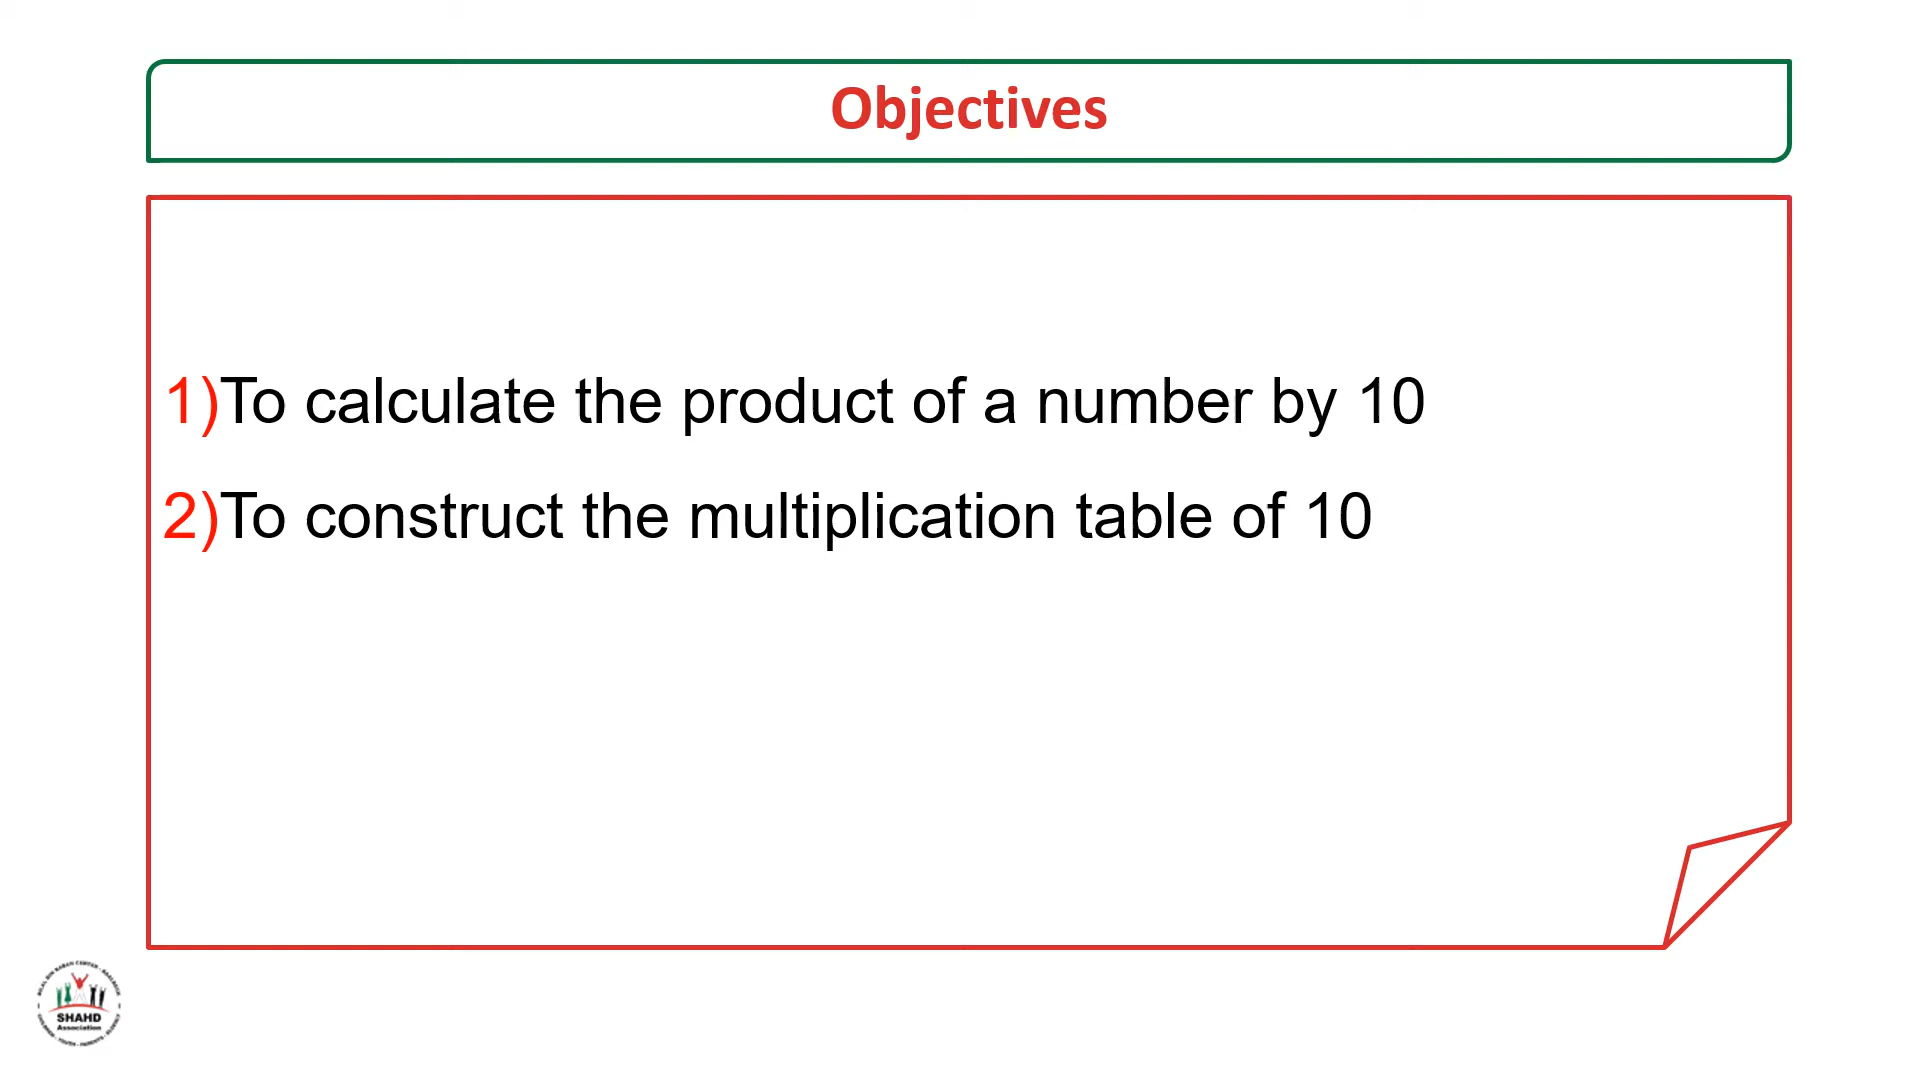 Objectives
1)To calculate the product of a number by 10
2)To construct the multiplication table of 10
SHAHD
Association